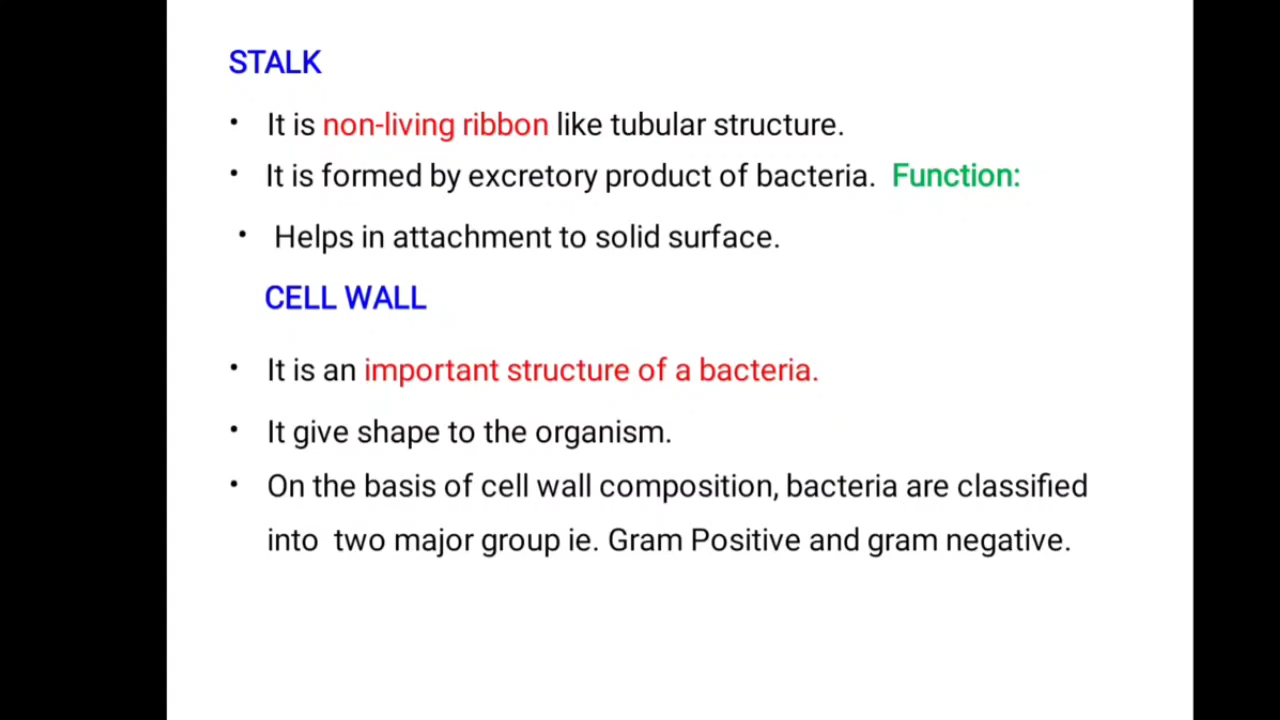 STALK
• It is non-living ribbon like tubular structure.
• It is formed by excretory product of bacteria. Function:
• Helps in attachment to solid surface.
CELL WALL
• It is an important structure of a bacteria.
• It give shape to the organism.
• On the basis of cell wall composition, bacteria are classified
into two major group ie. Gram Positive and gram negative.